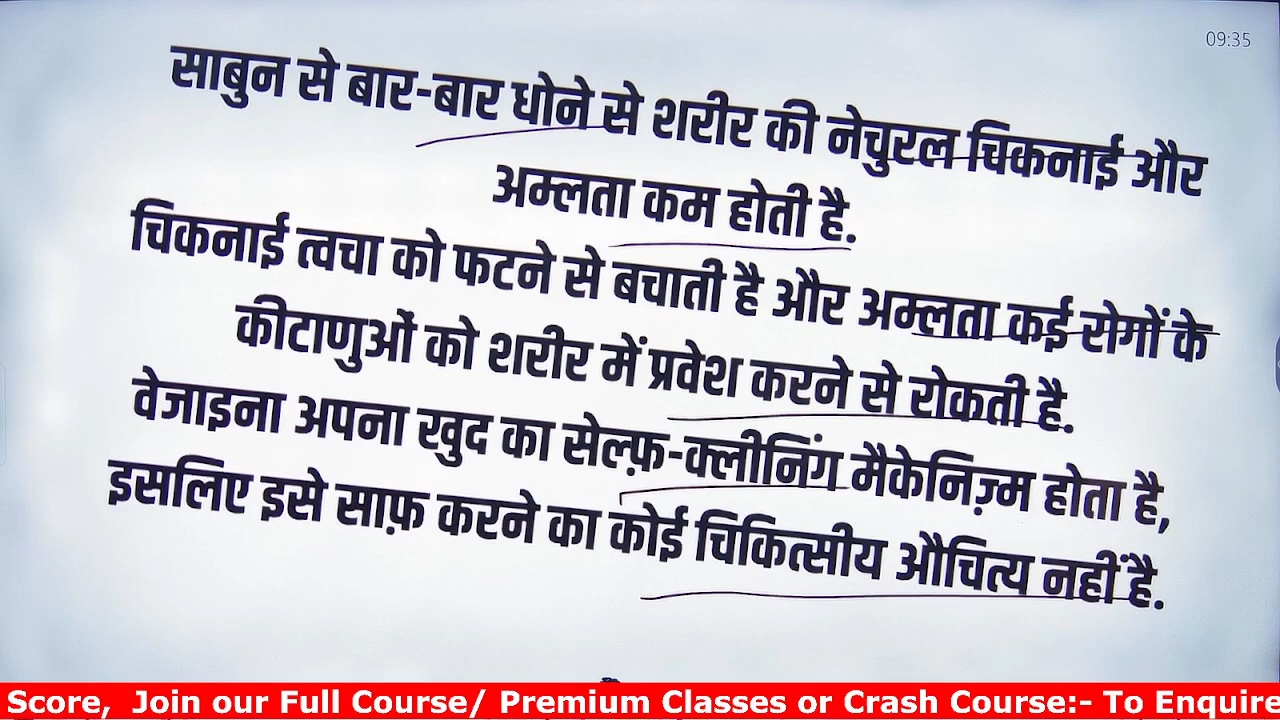 09:35
साबुन से बार-बार धोने से शरीर की नेचुरल चिकनाई और
अम्लता कम होती है.
चिकनाई त्वचा को फटने से बचाती है और अम्लता कई रोगों के
कीटाणुओं को शरीर में प्रवेश करने से रोकती है.
वेजाइना अपना खुद का सेल्फ़-क्लीनिंग मैकेनिज़्म होता है,
इसलिए इसे साफ़ करने का कोई चिकित्सीय औचित्य नहीं है.
Score, Join our Full Course/ Premium Classes or Crash Course:- To Enquire